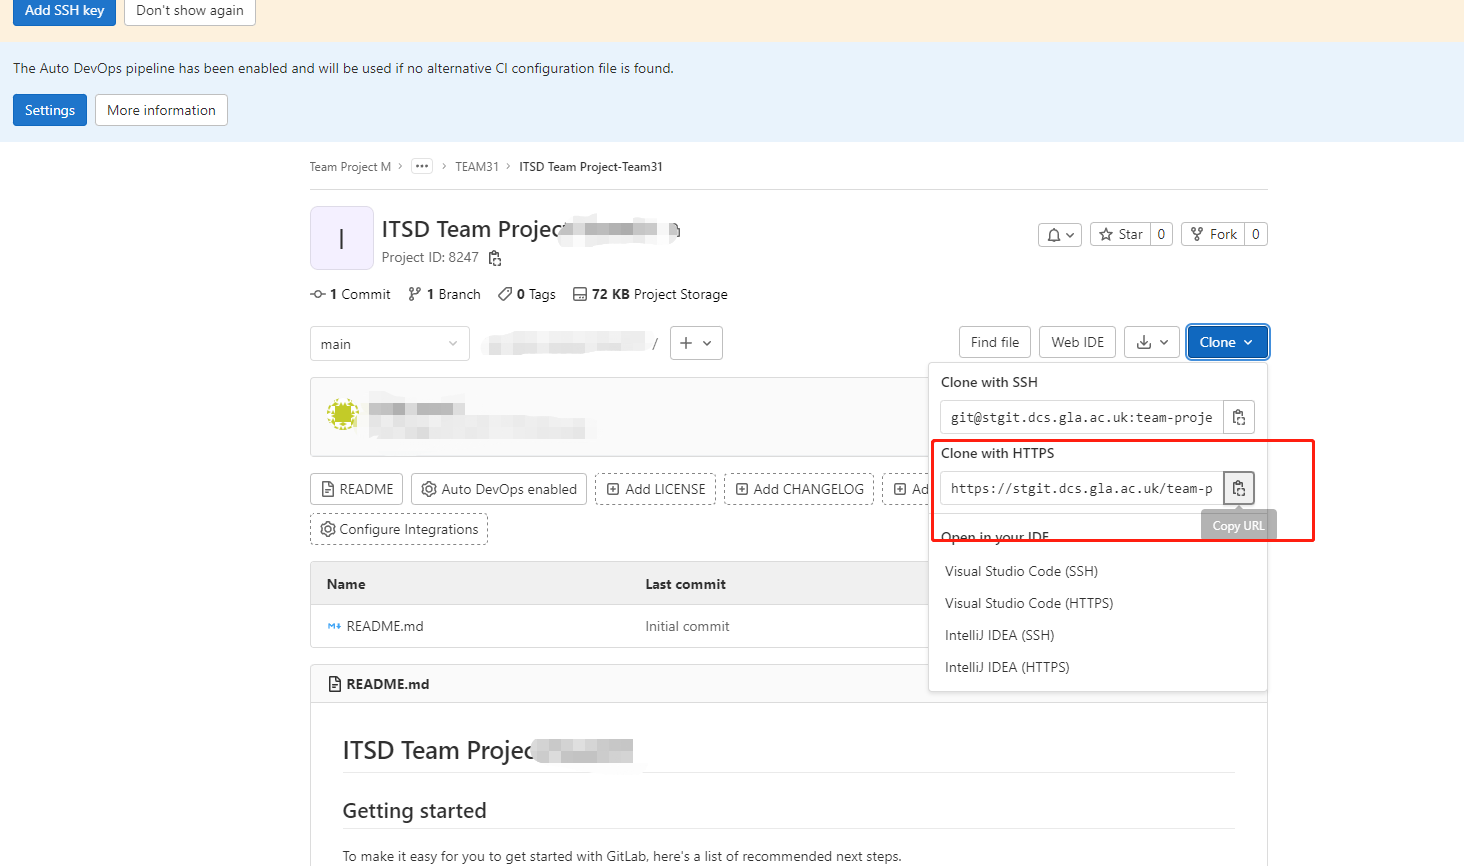 Add SSH key Don't show again
The Auto DevOps pipeline has been enabled and will be used if no alternative CI configuration file is found.
Settings More information
Team Project M > ••• > TEAM31 > ITSD Team Project-Team31
I
ITSD Team Projec
Project ID: 8247
Star 0 Fork 0
1 Commit 1 Branch 0 Tags 72 KB Project Storage
main / + Find file Web IDE Clone
Clone with SSH
git@stgit.dcs.gla.ac.uk:team-proje
Clone with HTTPS
https://stgit.dcs.gla.ac.uk/team-p
Copy URL
Open in your IDE
Visual Studio Code (SSH)
Visual Studio Code (HTTPS)
IntelliJ IDEA (SSH)
IntelliJ IDEA (HTTPS)
README Auto DevOps enabled Add LICENSE Add CHANGELOG Ad
Configure Integrations
Name Last commit
README.md Initial commit
README.md
ITSD Team Projec
Getting started
To make it easy for you to get started with GitLab, here's a list of recommended next steps.